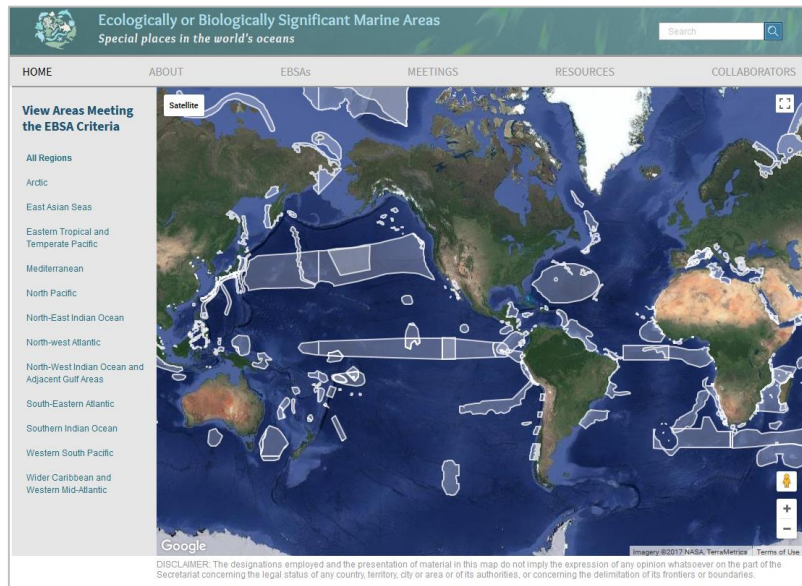 Ecologically or Biologically Significant Marine Areas
Special places in the world's oceans
Search
HOME ABOUT EBSAs MEETINGS RESOURCES COLLABORATORS
View Areas Meeting
the EBSA Criteria
All Regions
Arctic
East Asian Seas
Eastern Tropical and
Temperate Pacific
Mediterranean
North Pacific
North-East Indian Ocean
North-west Atlantic
North-West Indian Ocean and
Adjacent Gulf Areas
South-Eastern Atlantic
Southern Indian Ocean
Western South Pacific
Wider Caribbean and
Western Mid-Atlantic
Satellite
Google
Imagery ©2017 NASA, TerraMetrics Terms of Use
DISCLAIMER: The designations employed and the presentation of material in this map do not imply the expression of any opinion whatsoever on the part of the
Secretariat concerning the legal status of any country, territory, city or area or of its authorities, or concerning the delimitation of its frontiers or boundaries.